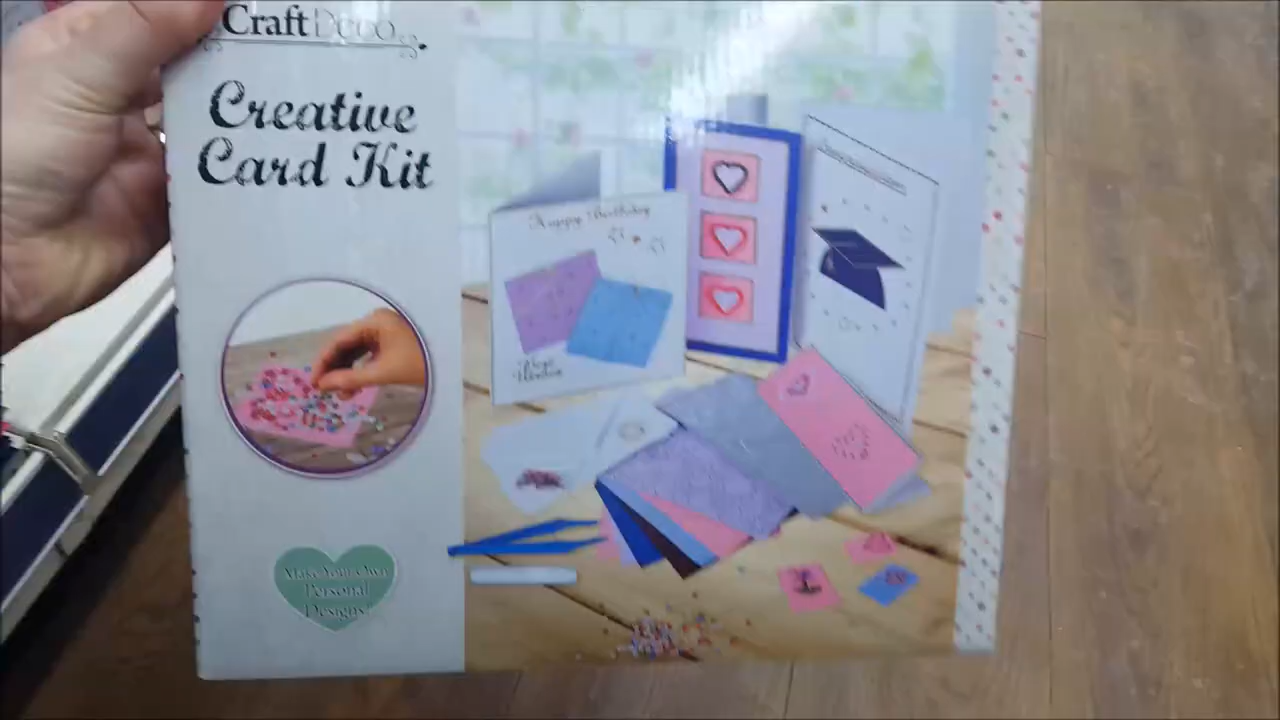 CraftDeco
Creative
Card Kit
Happy Birthday
Make Your Own
Personal
Designs!